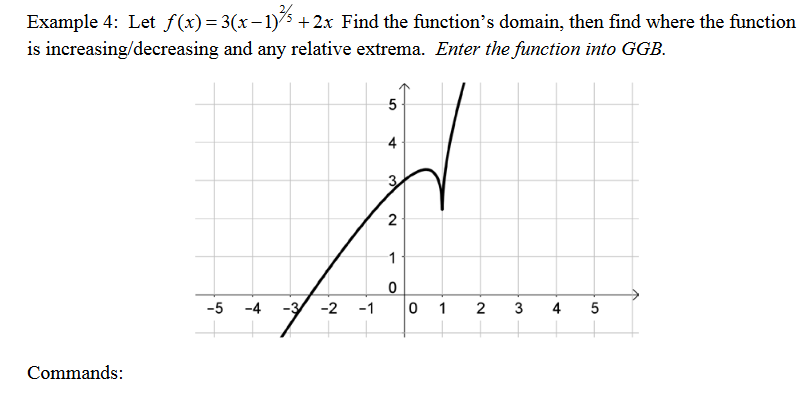 Example 4: Let f(x) = 3(x−1)^2/5 + 2x Find the function's domain, then find where the function
is increasing/decreasing and any relative extrema. Enter the function into GGB.
5
4
3
2
1
0
-5 -4 -3 -2 -1 0 1 2 3 4 5
Commands: